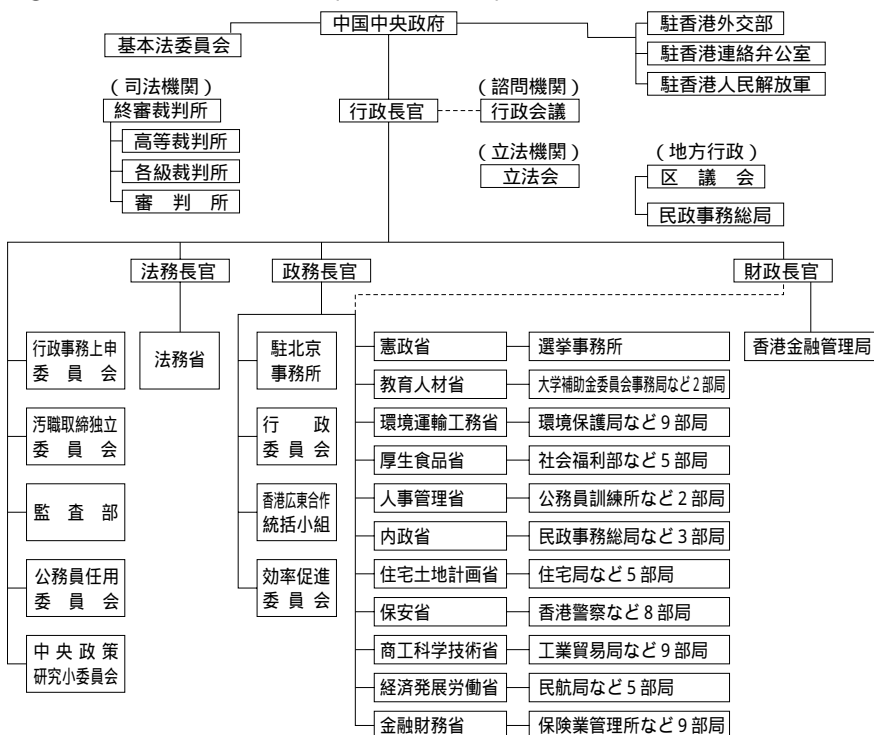 中国中央政府
基本法委員会
駐香港外交部
駐香港連絡弁公室
駐香港人民解放軍
（司法機関）
終審裁判所
高等裁判所
各級裁判所
審判所
行政長官
（諮問機関）
行政会議
（立法機関）
立法会
（地方行政）
区議会
民政事務総局
法務長官
政務長官
財政長官
行政事務上申
委員会
汚職取締独立
委員会
監査部
公務員任用
委員会
中央政策
研究小委員会
法務省
駐北京
事務所
行政
委員会
香港広東合作
統括小組
効率促進
委員会
憲政省
選挙事務所
教育人材省
大学補助金委員会事務局など2部局
環境運輸工務省
環境保護局など9部局
厚生食品省
社会福利部など5部局
人事管理省
公務員訓練所など2部局
内政省
民政事務総局など3部局
住宅土地計画省
住宅局など5部局
保安省
香港警察など8部局
商工科学技術省
工業貿易局など9部局
経済発展労働省
民航局など5部局
金融財務省
保険業管理所など9部局
香港金融管理局